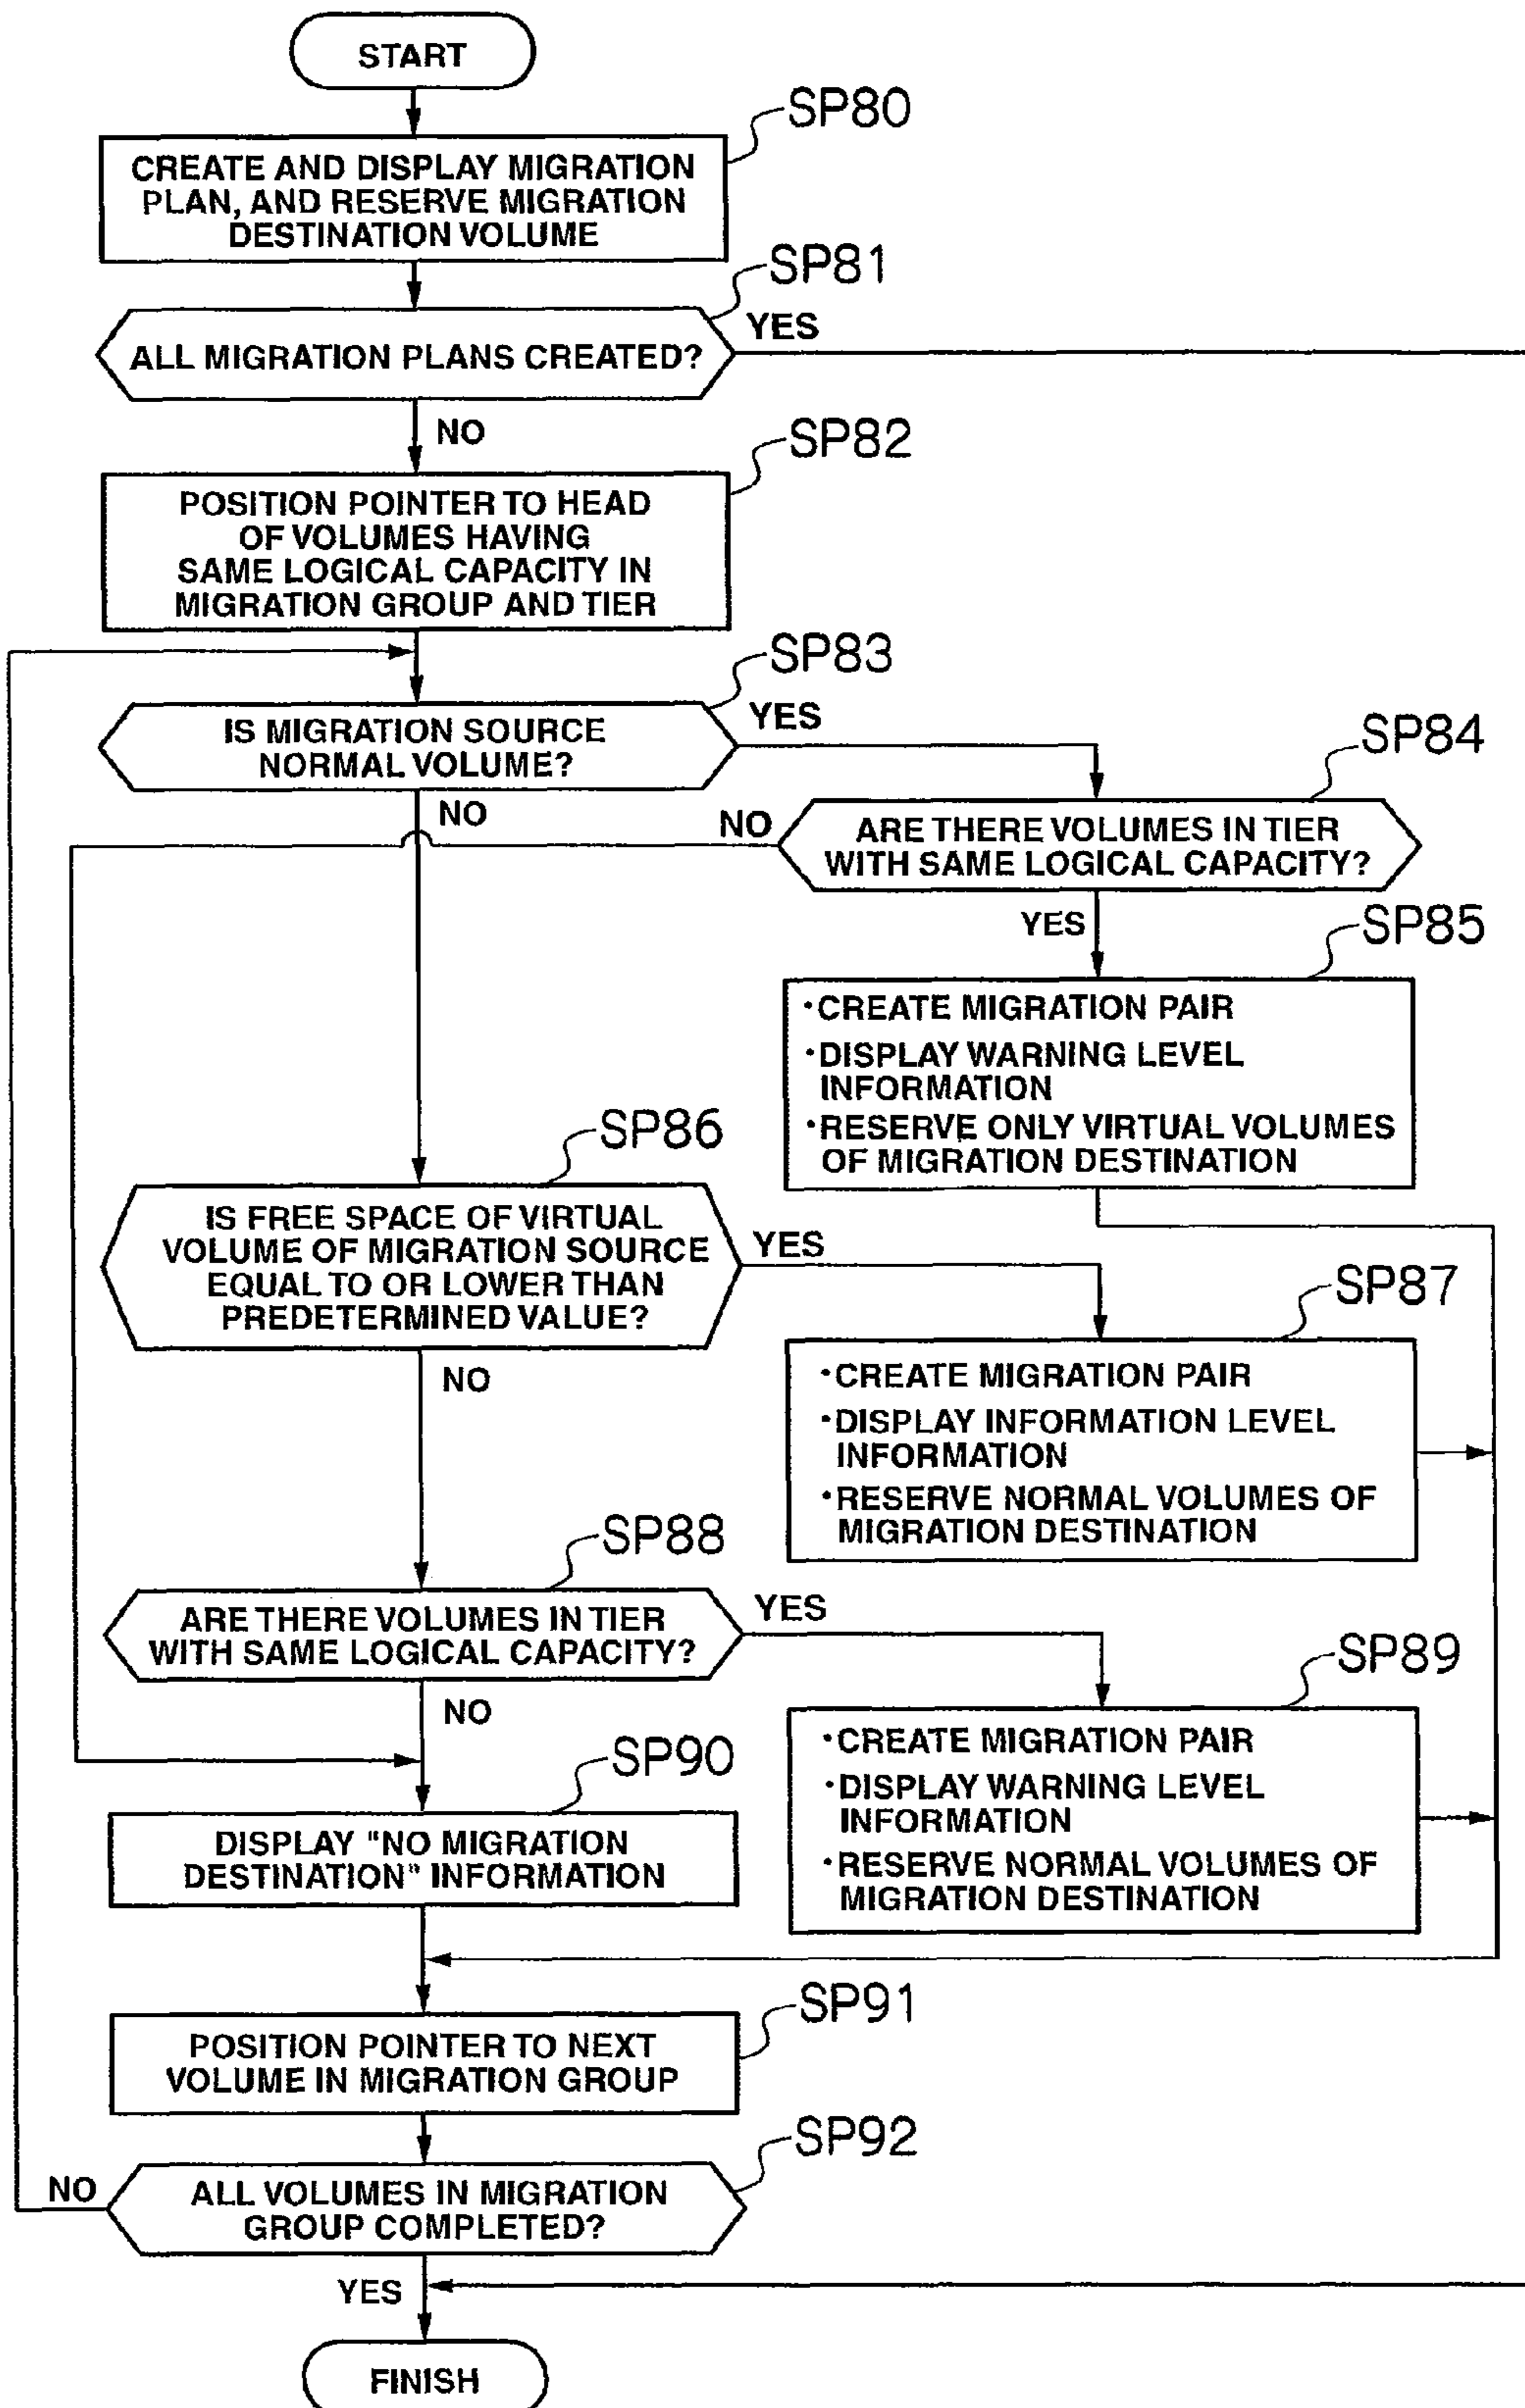 START
SP80
CREATE AND DISPLAY MIGRATION
PLAN, AND RESERVE MIGRATION
DESTINATION VOLUME
SP81
ALL MIGRATION PLANS CREATED?
YES
NO
SP82
POSITION POINTER TO HEAD
OF VOLUMES HAVING
SAME LOGICAL CAPACITY IN
MIGRATION GROUP AND TIER
SP83
IS MIGRATION SOURCE
NORMAL VOLUME?
YES
NO
SP84
ARE THERE VOLUMES IN TIER
WITH SAME LOGICAL CAPACITY?
NO
YES
SP85
·CREATE MIGRATION PAIR
·DISPLAY WARNING LEVEL
INFORMATION
·RESERVE ONLY VIRTUAL VOLUMES
OF MIGRATION DESTINATION
SP86
IS FREE SPACE OF VIRTUAL
VOLUME OF MIGRATION SOURCE
EQUAL TO OR LOWER THAN
PREDETERMINED VALUE?
YES
NO
SP87
·CREATE MIGRATION PAIR
·DISPLAY INFORMATION LEVEL
INFORMATION
·RESERVE NORMAL VOLUMES OF
MIGRATION DESTINATION
SP88
ARE THERE VOLUMES IN TIER
WITH SAME LOGICAL CAPACITY?
YES
NO
SP89
·CREATE MIGRATION PAIR
·DISPLAY WARNING LEVEL
INFORMATION
·RESERVE NORMAL VOLUMES OF
MIGRATION DESTINATION
SP90
DISPLAY "NO MIGRATION
DESTINATION" INFORMATION
SP91
POSITION POINTER TO NEXT
VOLUME IN MIGRATION GROUP
SP92
ALL VOLUMES IN MIGRATION
GROUP COMPLETED?
NO
YES
FINISH